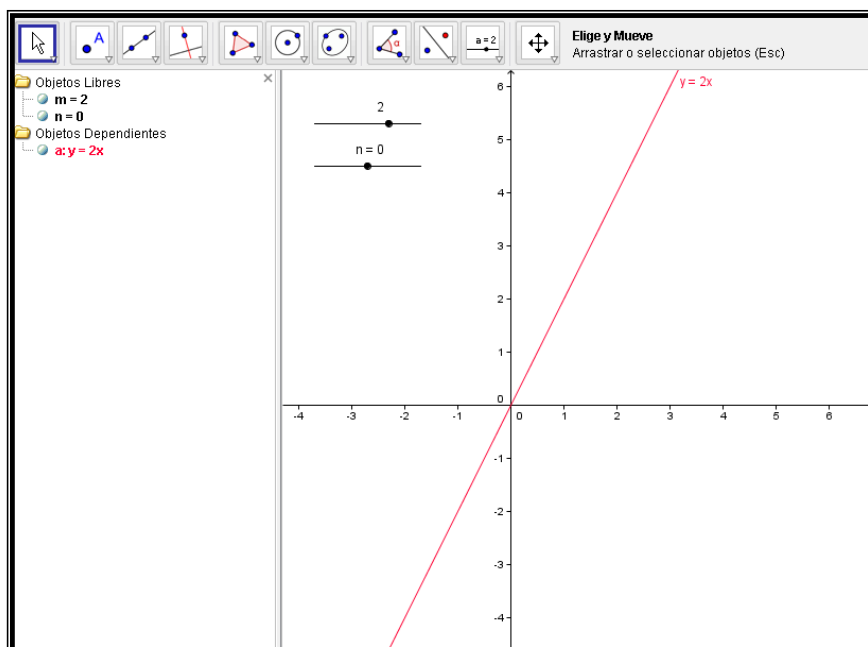 A
α
a = 2
Elige y Mueve
Arrastrar o seleccionar objetos (Esc)
Objetos Libres
m = 2
n = 0
Objetos Dependientes
a: y = 2x
2
n = 0
y = 2x
6
5
4
3
2
1
0
-4 -3 -2 -1 0 1 2 3 4 5 6
-1
-2
-3
-4